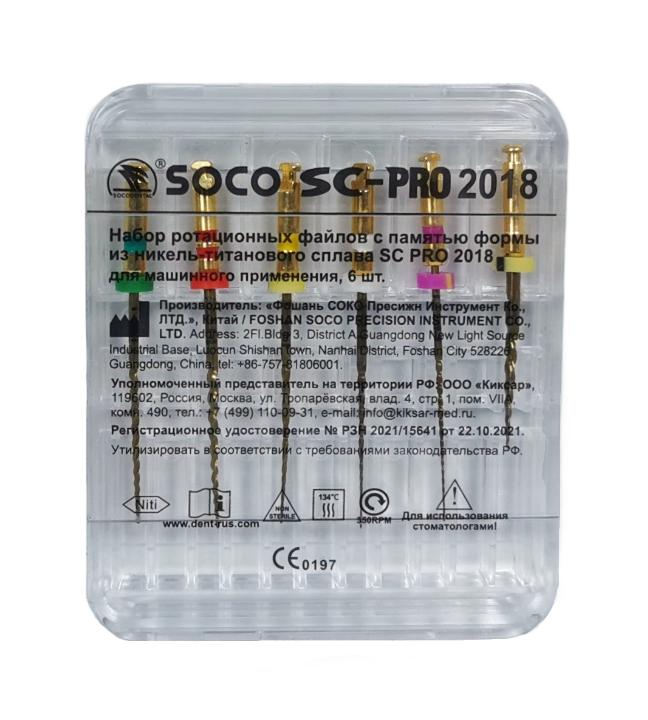 SOCODENTAL ® SOCO SC-PRO 2018
Набор ротационных файлов с памятью формы
из никель-титанового сплава SC PRO 2018
для машинного применения, 6 шт.
Производитель: «Фошань СОКО Пресижн Инструмент Ко.,
ЛТД.», Китай / FOSHAN SOCO PRECISION INSTRUMENT CO.,
LTD. Address: 2Fl.Bldg 3, District A Guangdong New Light Source
Industrial Base, Luocun Shishan town, Nanhai District, Foshan City 528226
Guangdong, China, tel: +86-757-81806001.
Уполномоченный представитель на территории РФ: ООО «Киксар»,
119602, Россия, Москва, ул. Тропарёвская, влад. 4, стр. 1, пом. VIIA,
комн. 490, тел.: +7 (499) 110-09-31, e-mail: info@kiksar-med.ru.
Регистрационное удостоверение № РЗН 2021/15641 от 22.10.2021.
Утилизировать в соответствии с требованиями законодательства РФ.
Niti
NON
STERILE
134°C
350RPM
Для использования
стоматологами!
www.dent-rus.com
CE 0197